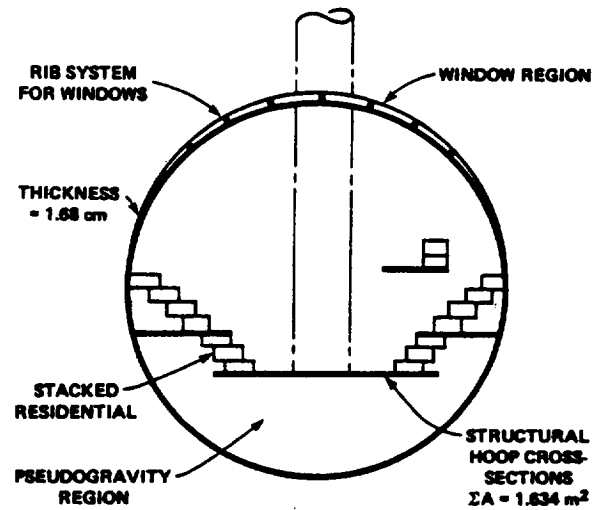 RIB SYSTEM
FOR WINDOWS
WINDOW REGION
THICKNESS
= 1.68 cm
STACKED
RESIDENTIAL
PSEUDOGRAVITY
REGION
STRUCTURAL
HOOP CROSS-
SECTIONS
ΣA = 1.634 m²